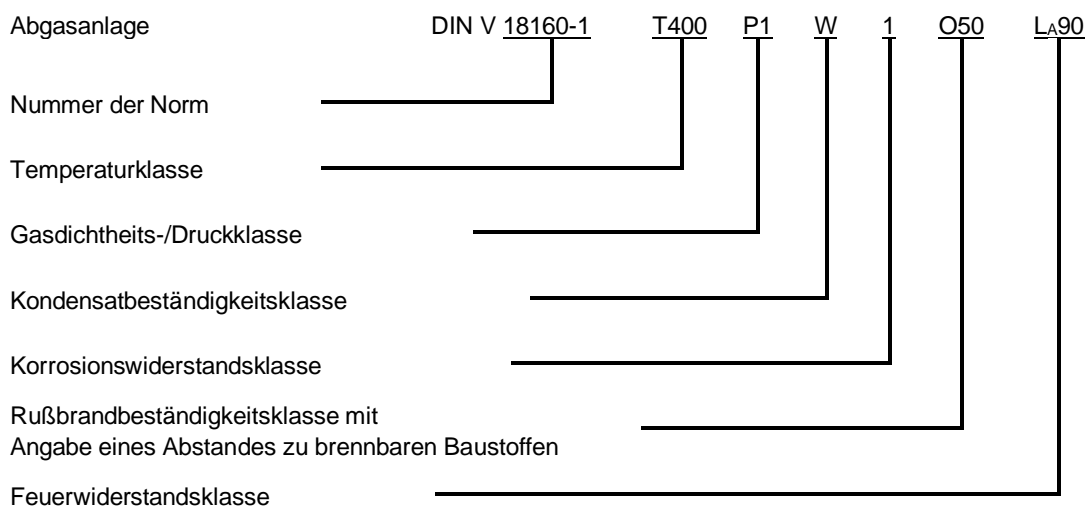 Abgasanlage DIN V 18160-1 T400 P1 W 1 O50 LA90
Nummer der Norm
Temperaturklasse
Gasdichtheits-/Druckklasse
Kondensatbeständigkeitsklasse
Korrosionswiderstandsklasse
Rußbrandbeständigkeitsklasse mit
Angabe eines Abstandes zu brennbaren Baustoffen
Feuerwiderstandsklasse